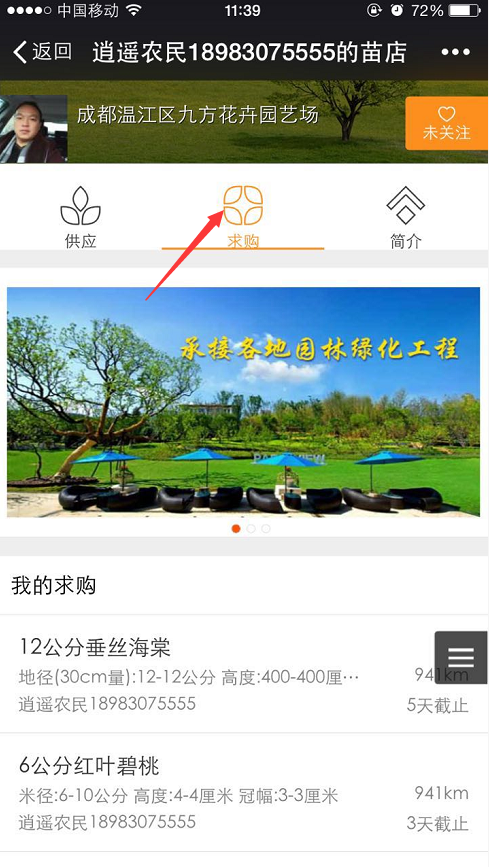 中国移动 11:39 72%
返回 逍遥农民18983075555的苗店
成都温江区九方花卉园艺场
未关注
供应 求购 简介
承接各地园林绿化工程
我的求购
12公分垂丝海棠
地径(30cm量):12-12公分 高度:400-400厘… 941km
逍遥农民18983075555 5天截止
6公分红叶碧桃
米径:6-10公分 高度:4-4厘米 冠幅:3-3厘米 941km
逍遥农民18983075555 3天截止